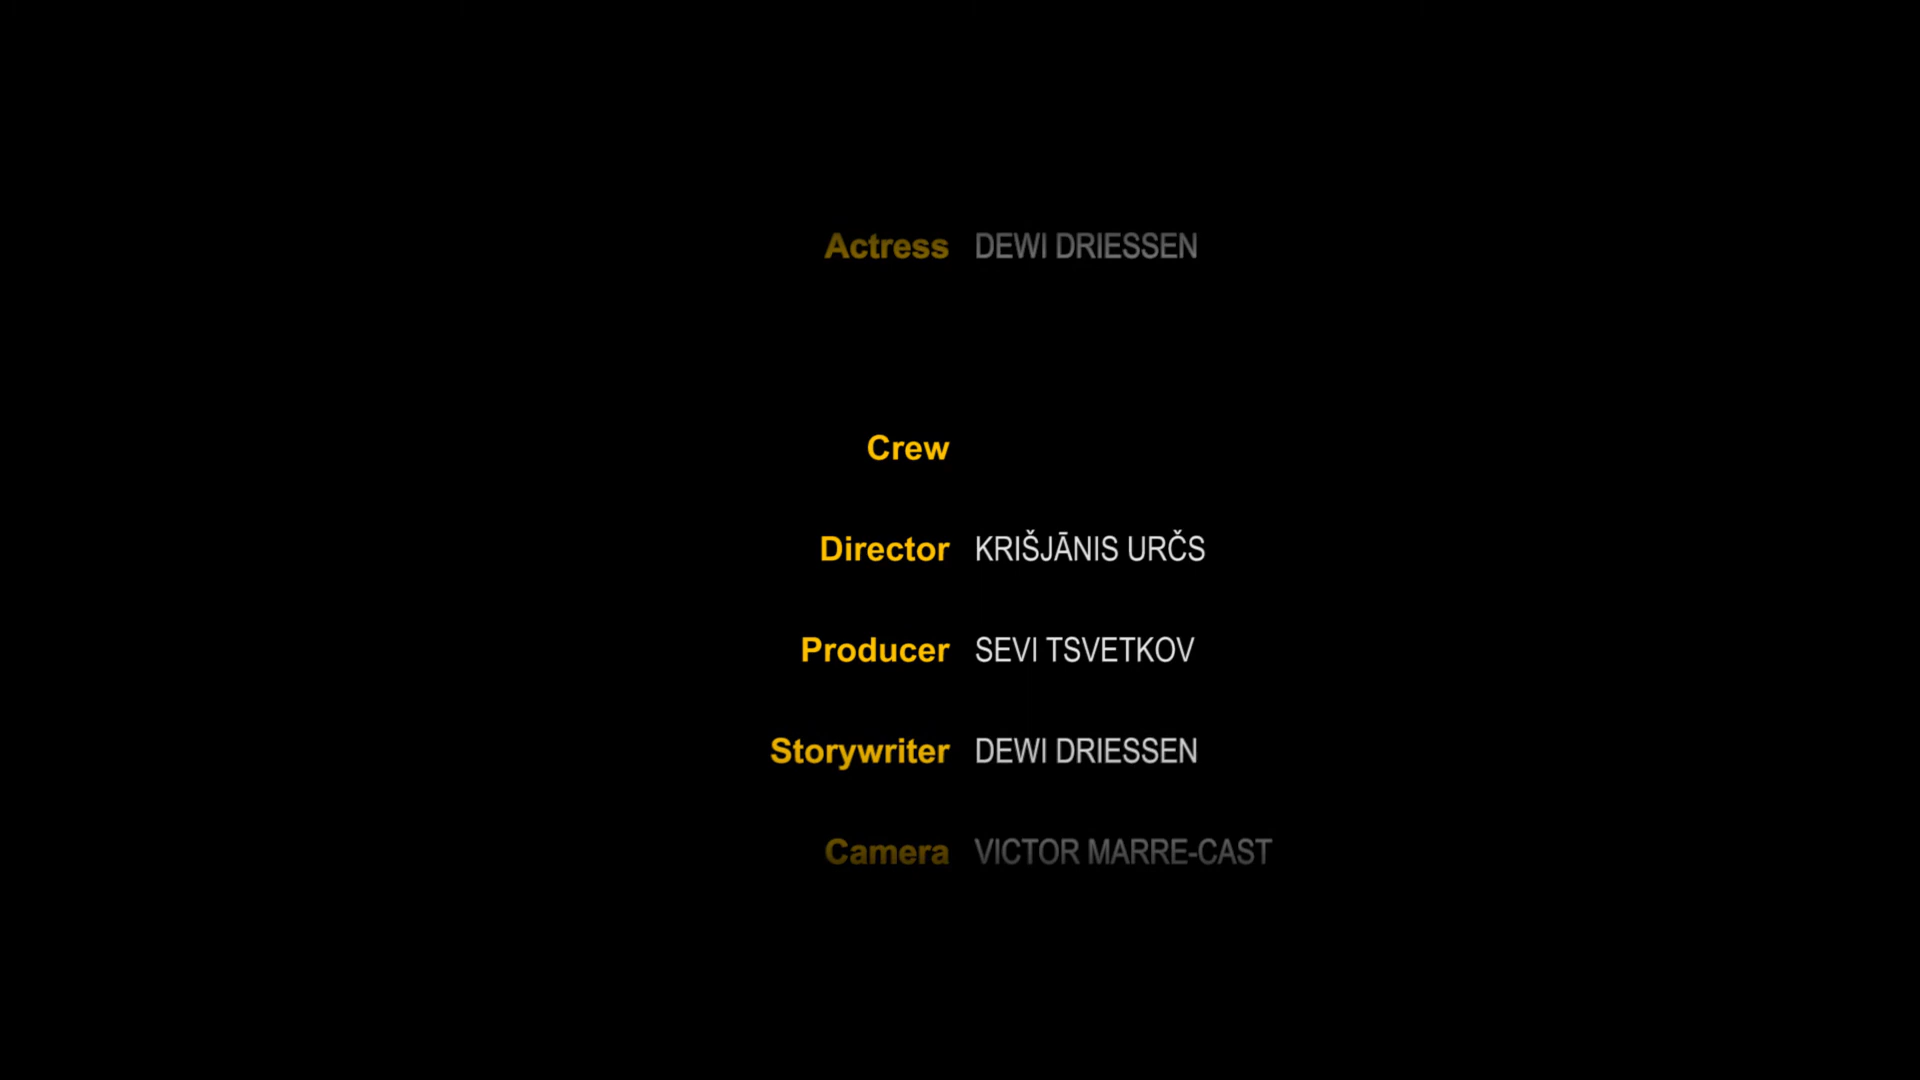 Actress DEWI DRIESSEN
Crew
Director KRIŠJĀNIS URČS
Producer SEVI TSVETKOV
Storywriter DEWI DRIESSEN
Camera VICTOR MARRE-CAST